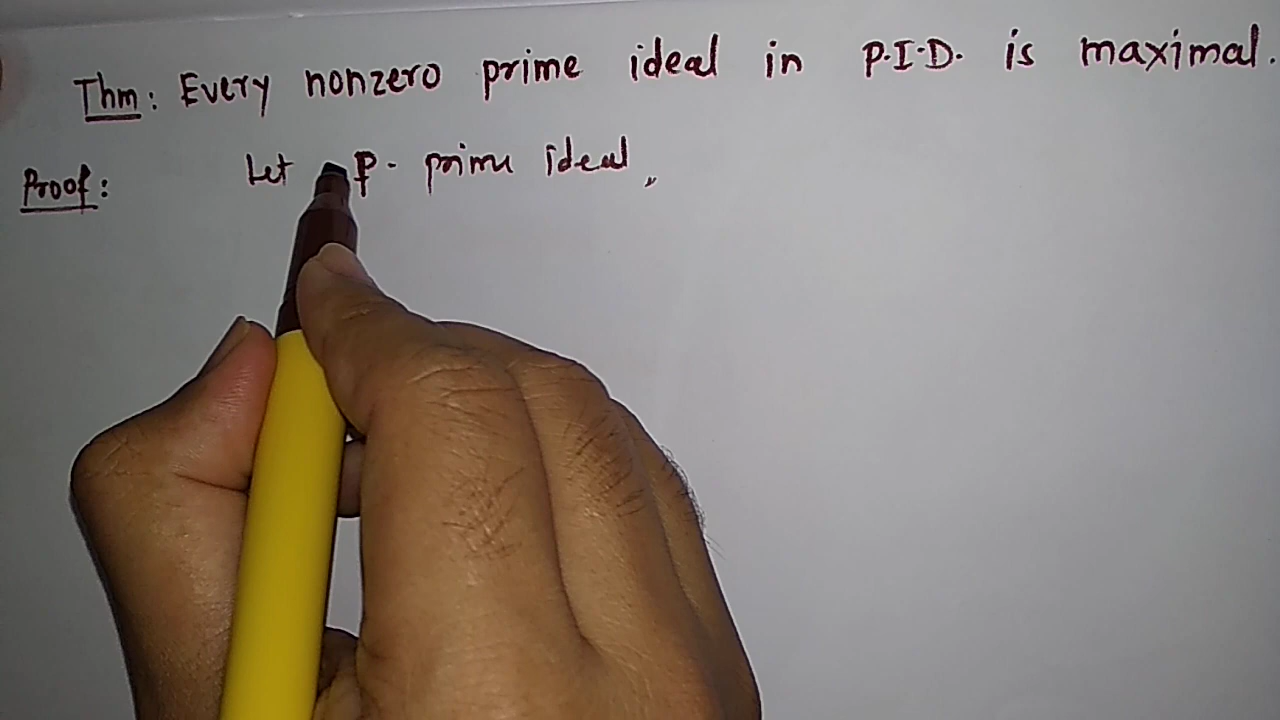 Thm: Every nonzero prime ideal in P.I.D. is maximal.
Proof: Let P- prime ideal,